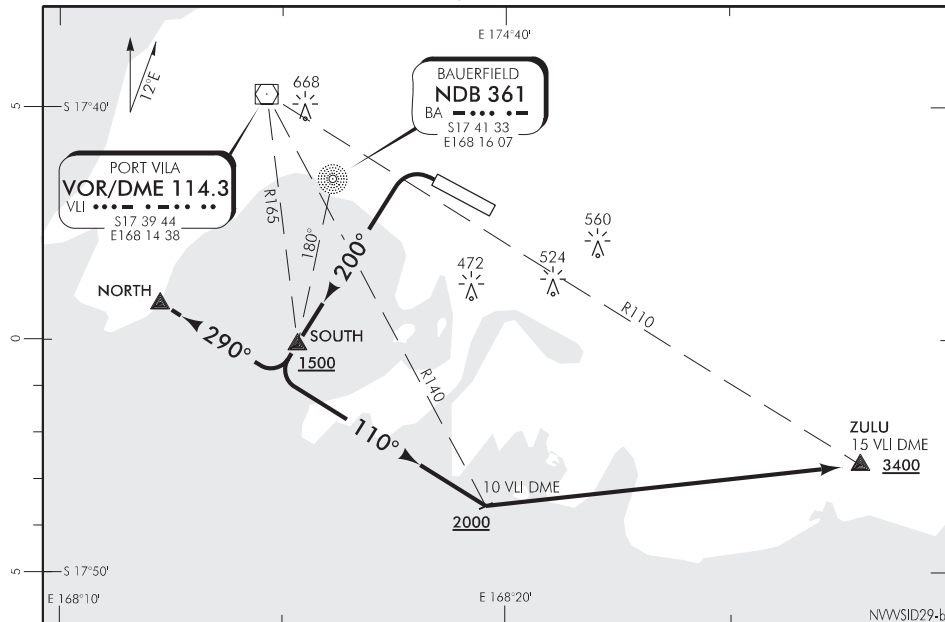 E 174°40'
12°E
5
S 17°40'
668
BAUERFIELD
NDB 361
BA
S17 41 33
E168 16 07
PORT VILA
VOR/DME 114.3
VLI
S17 39 44
E168 14 38
R165
180°
200°
560
524
472
NORTH
R110
0
290°
SOUTH
1500
R140
110°
ZULU
15 VLI DME
3400
10 VLI DME
2000
5
S 17°50'
E 168°10'
E 168°20'
NVVVSID29-b